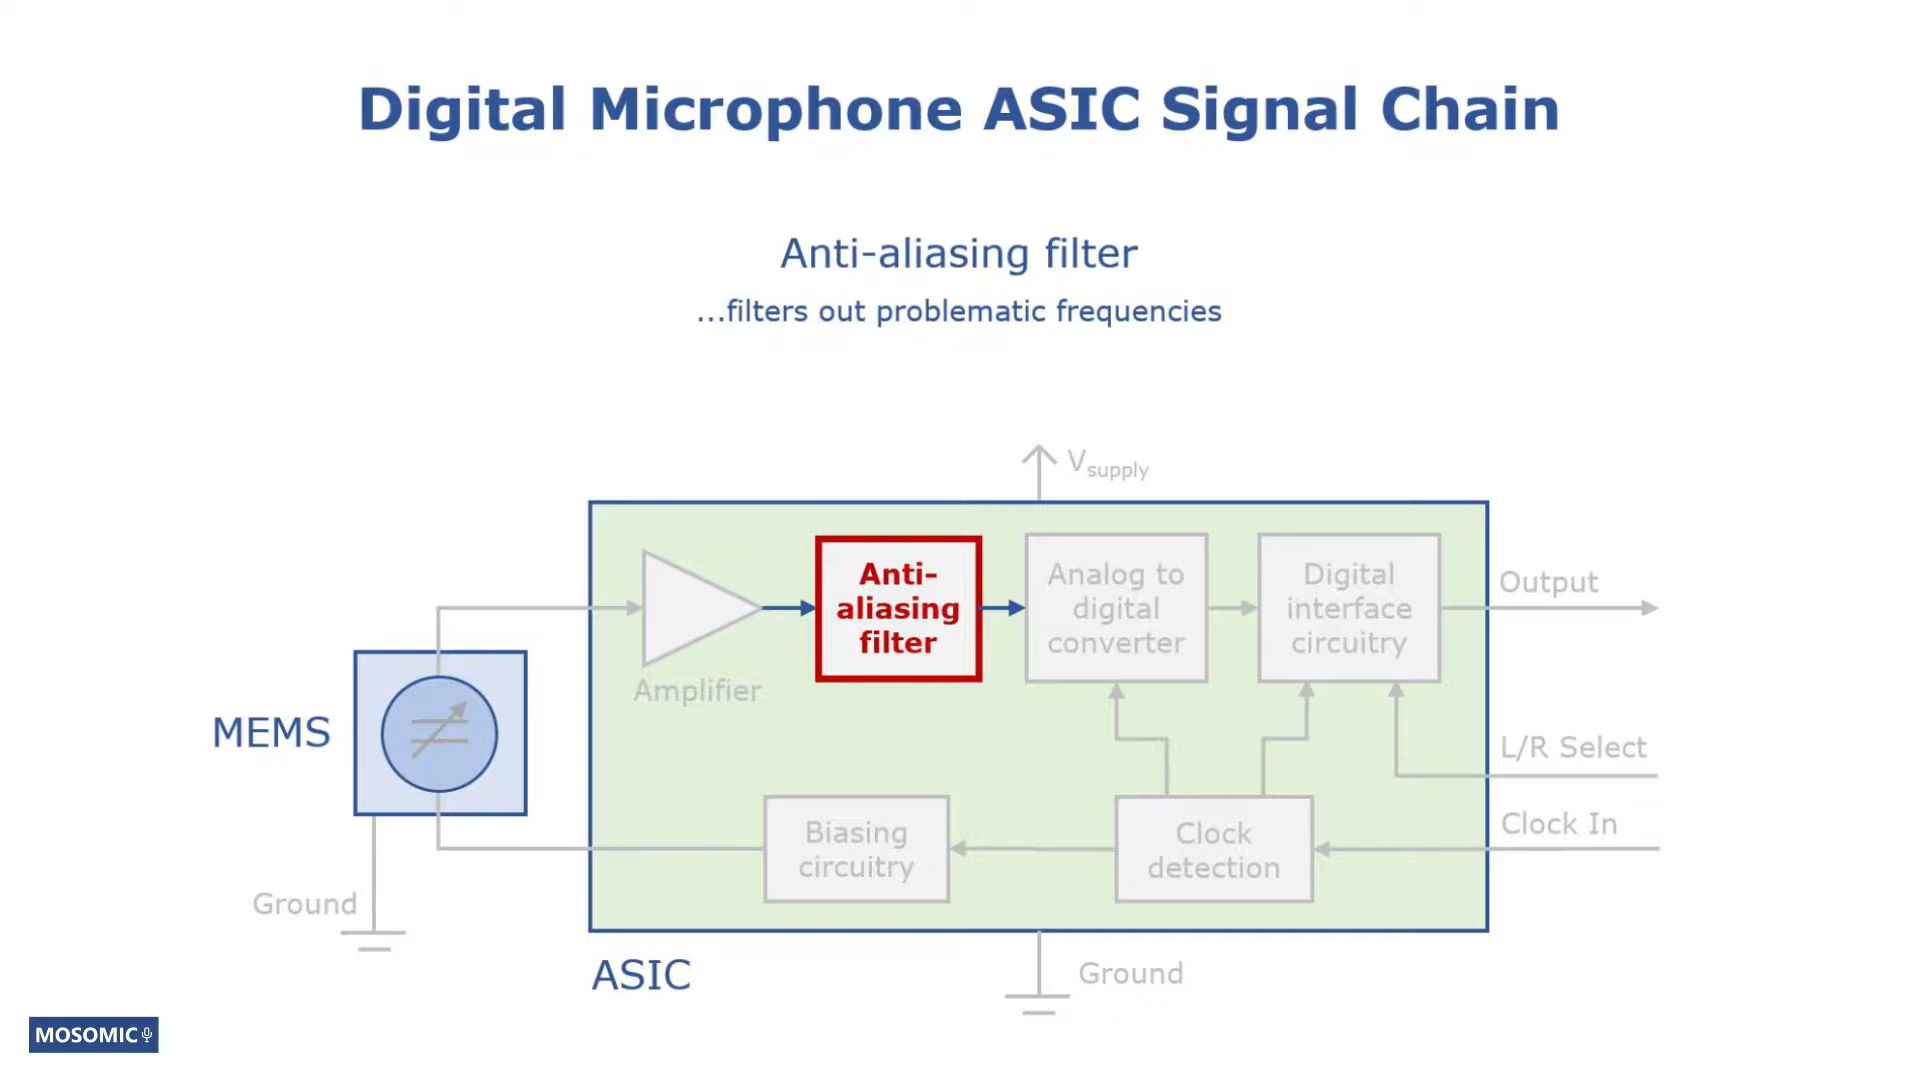 Digital Microphone ASIC Signal Chain
Anti-aliasing filter
...filters out problematic frequencies
Vsupply
Anti-
aliasing
filter
Analog to
digital
converter
Digital
interface
circuitry
Output
Amplifier
MEMS
L/R Select
Biasing
circuitry
Clock
detection
Clock In
Ground
ASIC
Ground
MOSOMIC